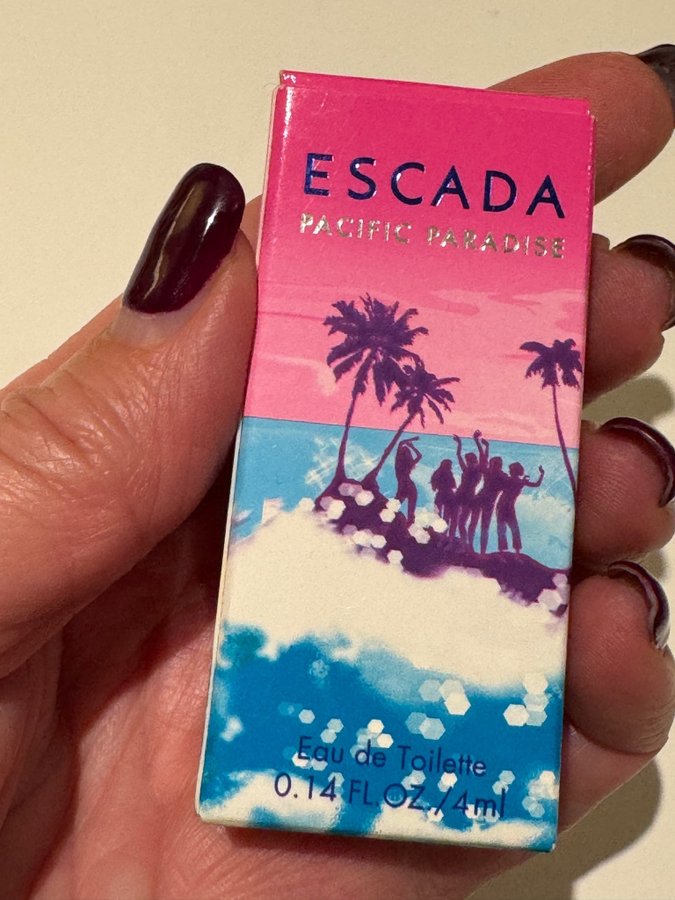 ESCADA
PACIFIC PARADISE
Eau de Toilette
0.14 FL.OZ./4ml